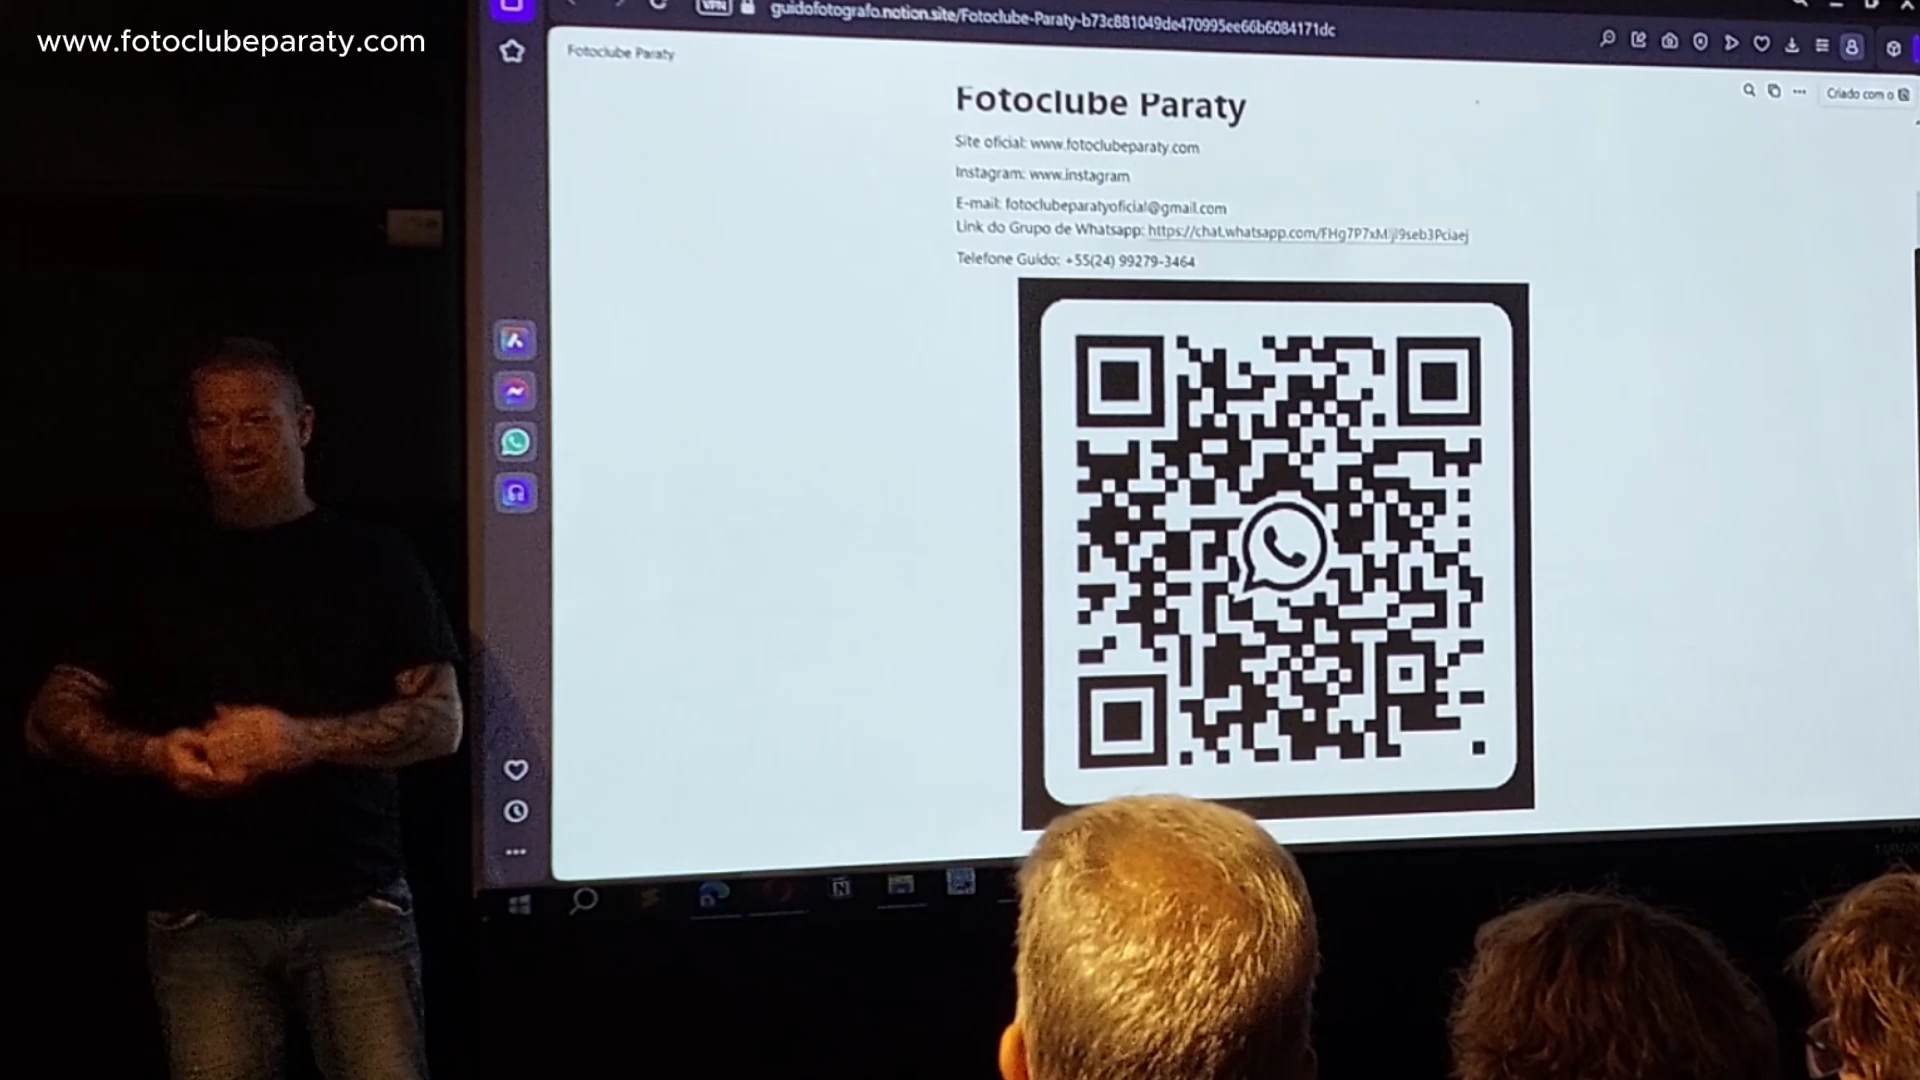 www.fotoclubeparaty.com
VPN
guidofotografo.notion.site/Fotoclube-Paraty-b73c881049de470995ee66b6084171dc
Fotoclube Paraty
Criado com o
Fotoclube Paraty
Site oficial: www.fotoclubeparaty.com
Instagram: www.instagram
E-mail: fotoclubeparatyoficial@gmail.com
Link do Grupo de Whatsapp:
Telefone Guido: +55(24) 99279-3464